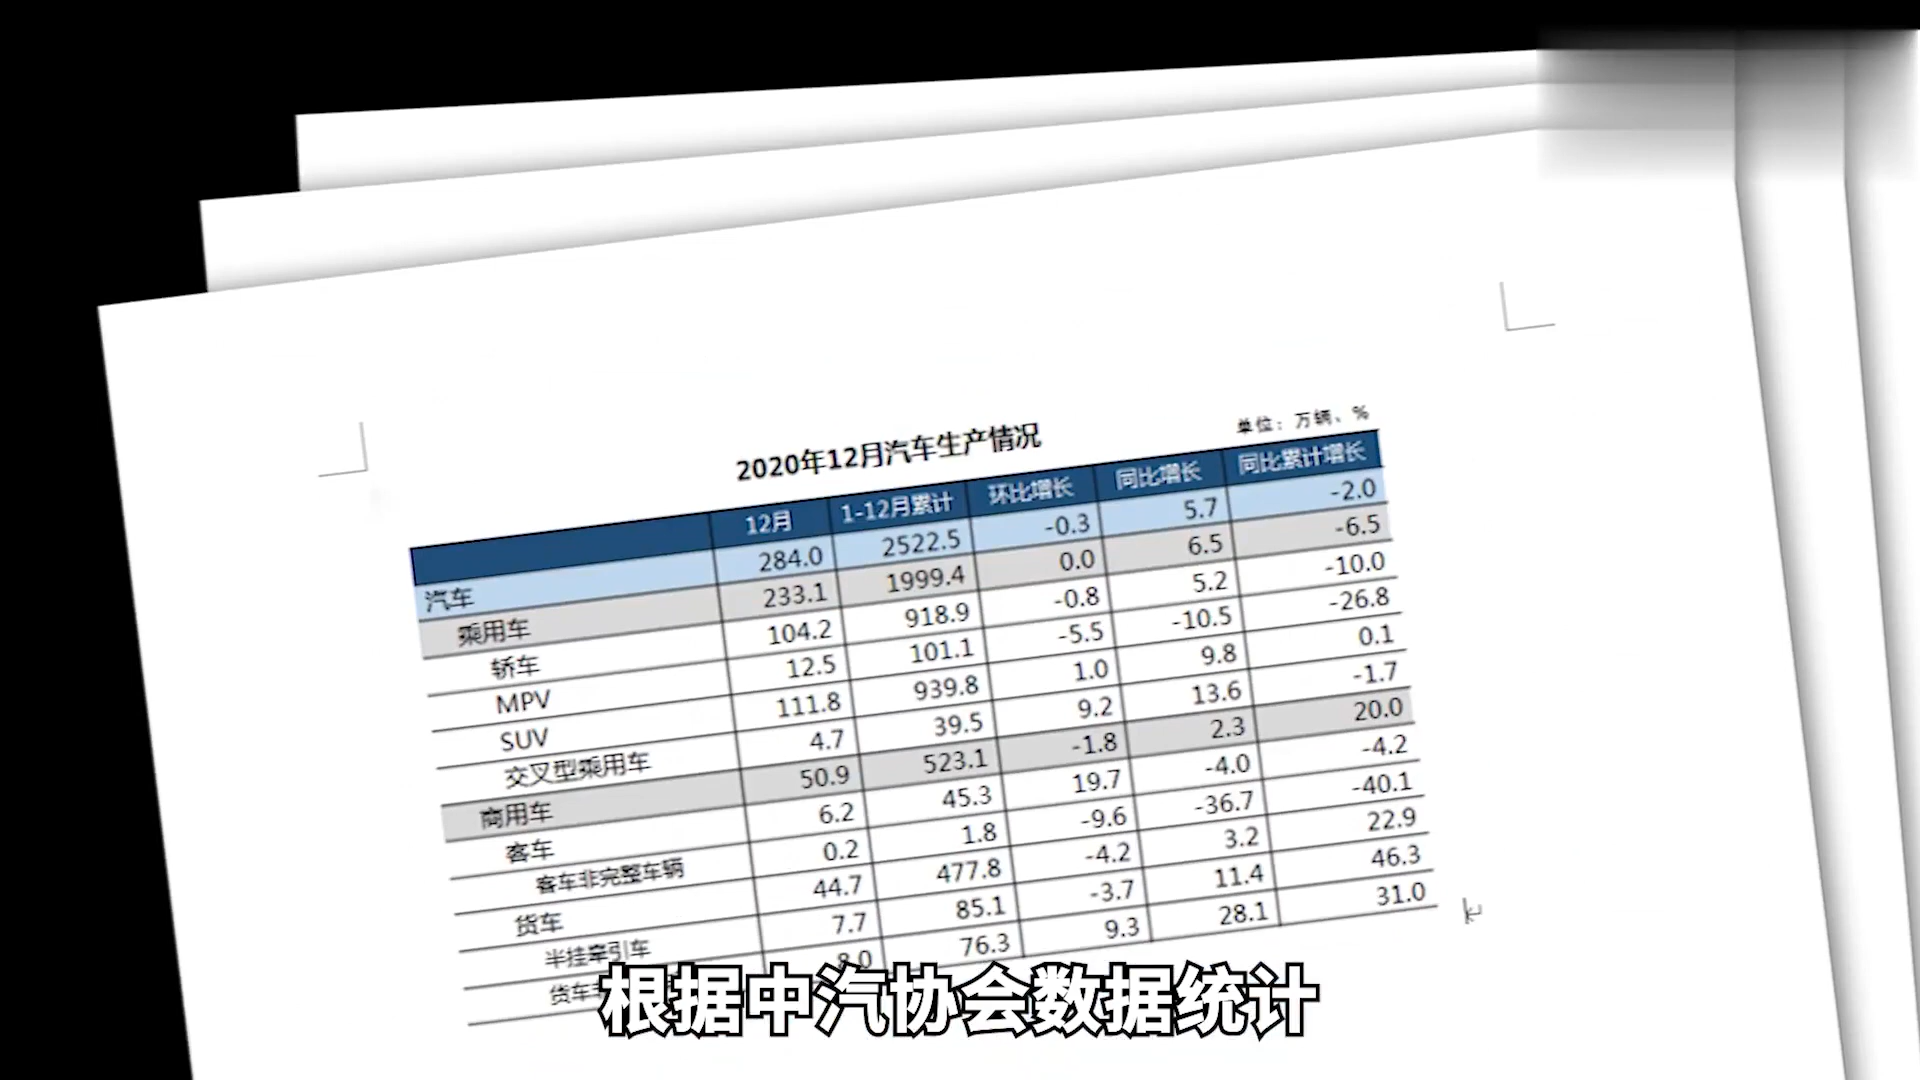 2020年12月汽车生产情况
单位：万辆、%
12月 1-12月累计 环比增长 同比增长 同比累计增长
汽车 284.0 2522.5 -0.3 5.7 -2.0
乘用车 233.1 1999.4 0.0 6.5 -6.5
轿车 104.2 918.9 -0.8 5.2 -10.0
MPV 12.5 101.1 -5.5 -10.5 -26.8
SUV 111.8 939.8 1.0 9.8 0.1
交叉型乘用车 4.7 39.5 9.2 13.6 -1.7
商用车 50.9 523.1 -1.8 2.3 20.0
客车 6.2 45.3 19.7 -4.0 -4.2
客车非完整车辆 0.2 1.8 -9.6 -36.7 -40.1
货车 44.7 477.8 -4.2 3.2 22.9
半挂牵引车 7.7 85.1 -3.7 11.4 46.3
货车 8.0 76.3 9.3 28.1 31.0
根据中汽协会数据统计